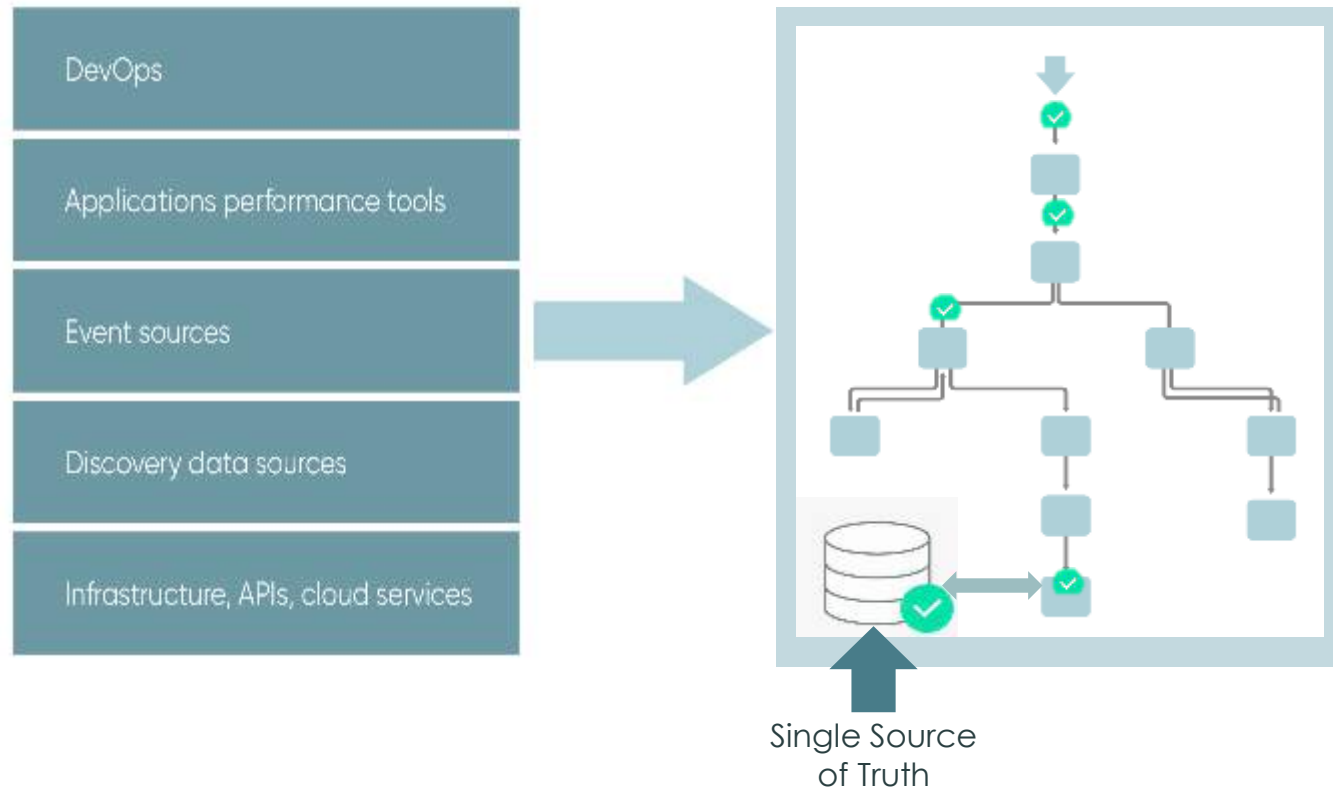 DevOps
Applications performance tools
Event sources
Discovery data sources
Infrastructure, APIs, cloud services
Single Source
of Truth